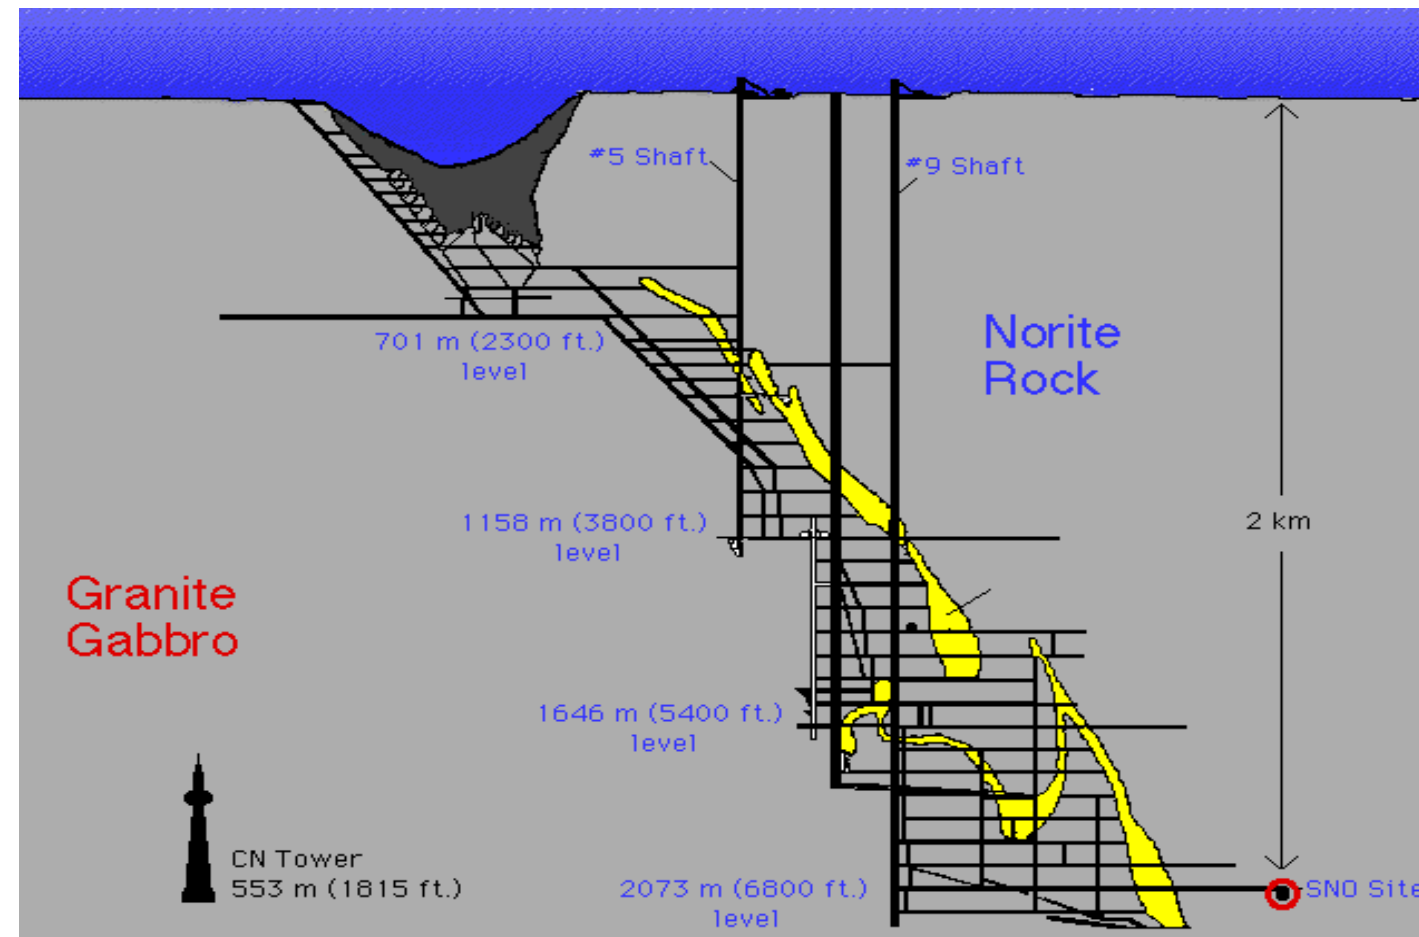 #5 Shaft
#9 Shaft
701 m (2300 ft.)
level
Norite
Rock
1158 m (3800 ft.)
level
2 km
Granite
Gabbro
1646 m (5400 ft.)
level
CN Tower
553 m (1815 ft.)
2073 m (6800 ft.)
level
SNO Site